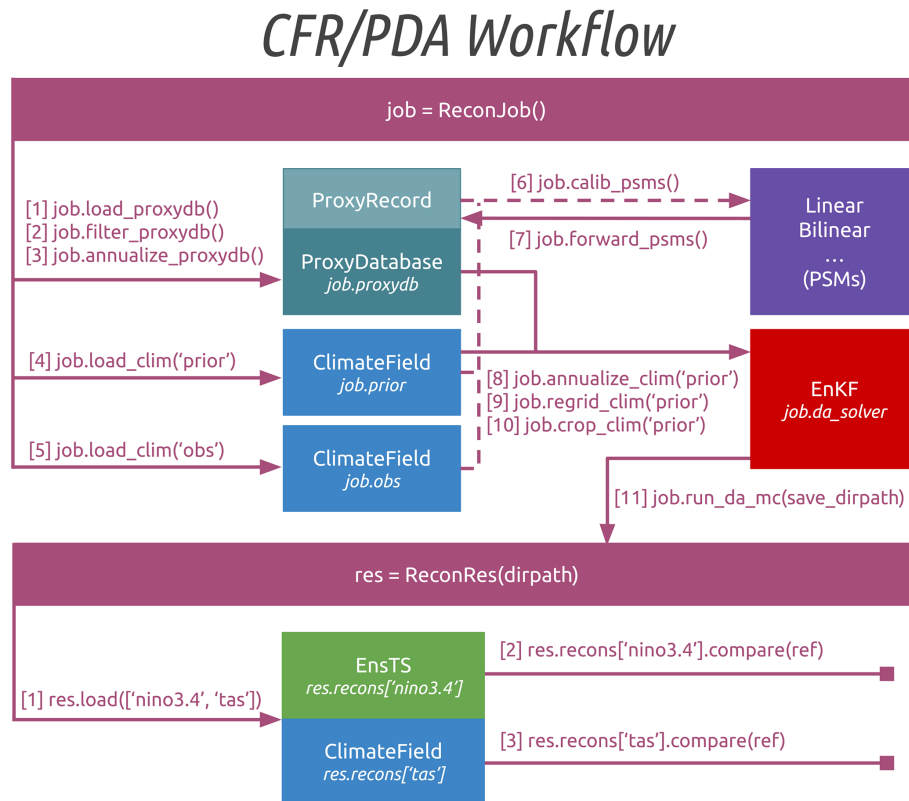 CFR/PDA Workflow
job = ReconJob()
[1] job.load_proxydb()
[2] job.filter_proxydb()
[3] job.annualize_proxydb()
ProxyRecord
ProxyDatabase
job.proxydb
[6] job.calib_psms()
[7] job.forward_psms()
Linear
Bilinear
...
(PSMs)
[4] job.load_clim(‘prior’)
ClimateField
job.prior
[8] job.annualize_clim(‘prior’)
[9] job.regrid_clim(‘prior’)
[10] job.crop_clim(‘prior’)
EnKF
job.da_solver
[5] job.load_clim(‘obs’)
ClimateField
job.obs
[11] job.run_da_mc(save_dirpath)
res = ReconRes(dirpath)
[1] res.load([‘nino3.4’, ‘tas’])
EnsTS
res.recons[‘nino3.4’]
[2] res.recons[‘nino3.4’].compare(ref)
ClimateField
res.recons[‘tas’]
[3] res.recons[‘tas’].compare(ref)